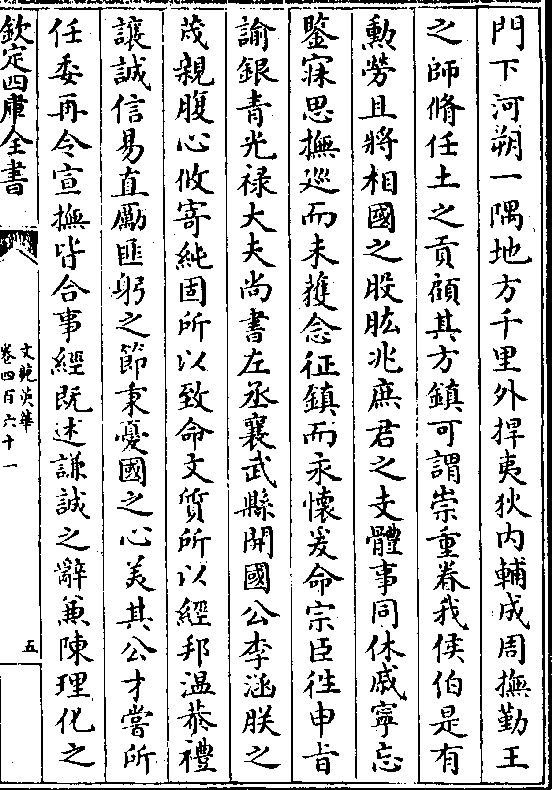 門下河朔一隅地方千里外捍夷狄內輔成周撫勤王
之師脩任土之貢顧其方鎮可謂崇重眷我侯伯是有
勲勞且將相國之股肱兆庶君之支體事同休戚寧忘
鑒寐思撫巡而未獲念征鎮而永懷爰命宗臣徃申旨
諭銀青光禄大夫尚書左丞襄武縣開國公李涵朕之
茂親腹心攸寄純固所以致命文質所以經邦温恭禮
讓誠信易直勵匪躬之節秉憂國之心美其公才嘗所
任委再令宣撫皆合事經既述謙誠之辭兼陳理化之
欽定四庫全書
文苑英華
卷四百六十一
五